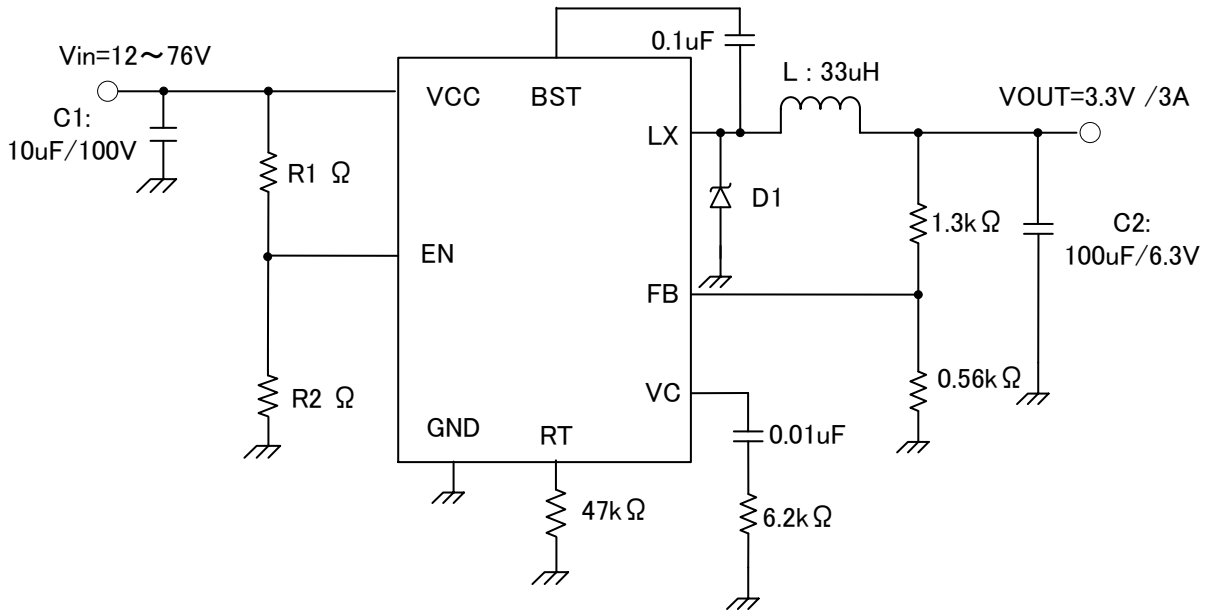 Vin=12～76V
C1:
10uF/100V
R1 Ω
R2 Ω
VCC
BST
LX
EN
FB
VC
GND
RT
0.1uF
L : 33uH
VOUT=3.3V /3A
D1
1.3kΩ
C2:
100uF/6.3V
0.56kΩ
0.01uF
6.2kΩ
47kΩ